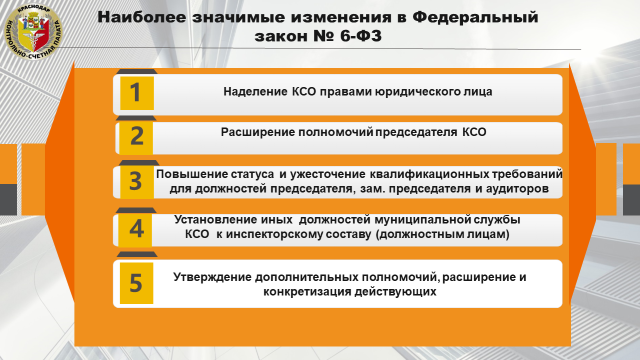 КРАСНОДАР
КОНТРОЛЬНО-СЧЕТНАЯ ПАЛАТА
Наиболее значимые изменения в Федеральный
закон № 6-ФЗ
1
Наделение КСО правами юридического лица
2
Расширение полномочий председателя КСО
3
Повышение статуса и ужесточение квалификационных требований
для должностей председателя, зам. председателя и аудиторов
4
Установление иных должностей муниципальной службы
КСО к инспекторскому составу (должностным лицам)
5
Утверждение дополнительных полномочий, расширение и
конкретизация действующих